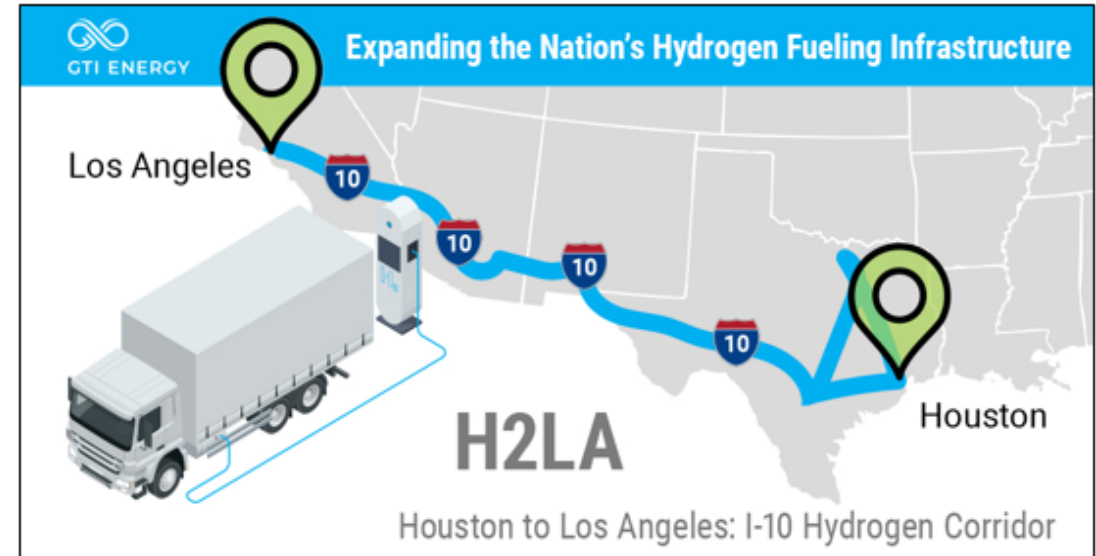 GTI ENERGY
Expanding the Nation's Hydrogen Fueling Infrastructure
Los Angeles
10
10
10
10
Houston
H2LA
Houston to Los Angeles: I-10 Hydrogen Corridor